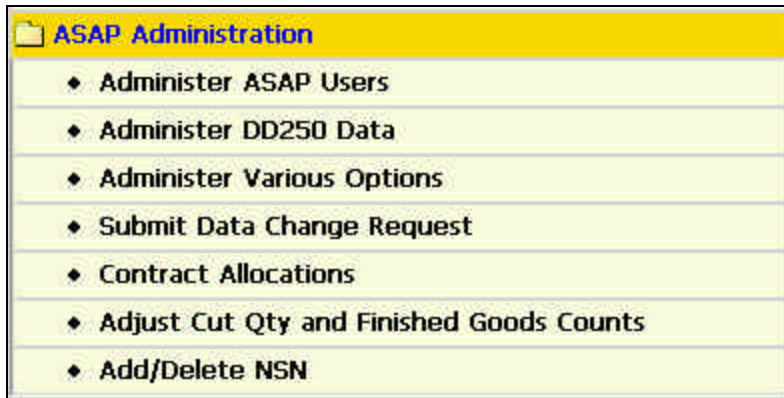 ASAP Administration
Administer ASAP Users
Administer DD250 Data
Administer Various Options
Submit Data Change Request
Contract Allocations
Adjust Cut Qty and Finished Goods Counts
Add/Delete NSN